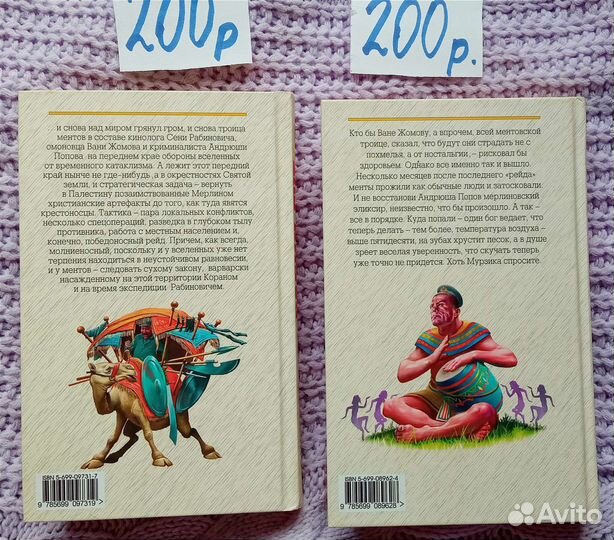 200р
200р.
и снова над миром грянул гром, и снова троица
ментов в составе кинолога Сени Рабиновича,
омоновца Вани Жомова и криминалиста Андрюши
Попова на переднем крае обороны вселенных
от временного катаклизма. А лежит этот передний
край нынче не где-нибудь, а в окрестностях Святой
земли, и стратегическая задача – вернуть
в Палестину позаимствованные Мерлином
христианские артефакты до того, как туда явятся
крестоносцы. Тактика – пара локальных конфликтов,
несколько спецопераций, разведка в глубоком тылу
противника, работа с местным населением и,
конечно, победоносный рейд. Причем, как всегда,
молниеносный, поскольку и у вселенных уже нет
терпения находиться в неустойчивом равновесии,
и у ментов – следовать сухому закону, варварски
насажденному на этой территории Кораном
и на время экспедиции Рабиновичем.
ISBN 5-699-09731-7
9 785699 097319 >
Кто бы Ване Жомову, а впрочем, всей ментовской
троице, сказал, что будут они страдать не с
похмелья, а от ностальгии, – рисковал бы
здоровьем. Однако все именно так и вышло.
Несколько месяцев после последнего «рейда»
менты прожили как обычные люди и затосковали.
И не восстанови Андрюша Попов мерлиновский
эликсир, неизвестно, что бы произошло. А так –
все в порядке. Куда попали – один бог ведает, что
теперь делать – тем более, температура воздуха –
выше пятидесяти, на зубах хрустит песок, а в душе
зреет веселая уверенность, что скучать теперь
уже точно не придется. Хоть Мурзика спросите.
ISBN 5-699-08962-4
9 785699 089628 >
Avito